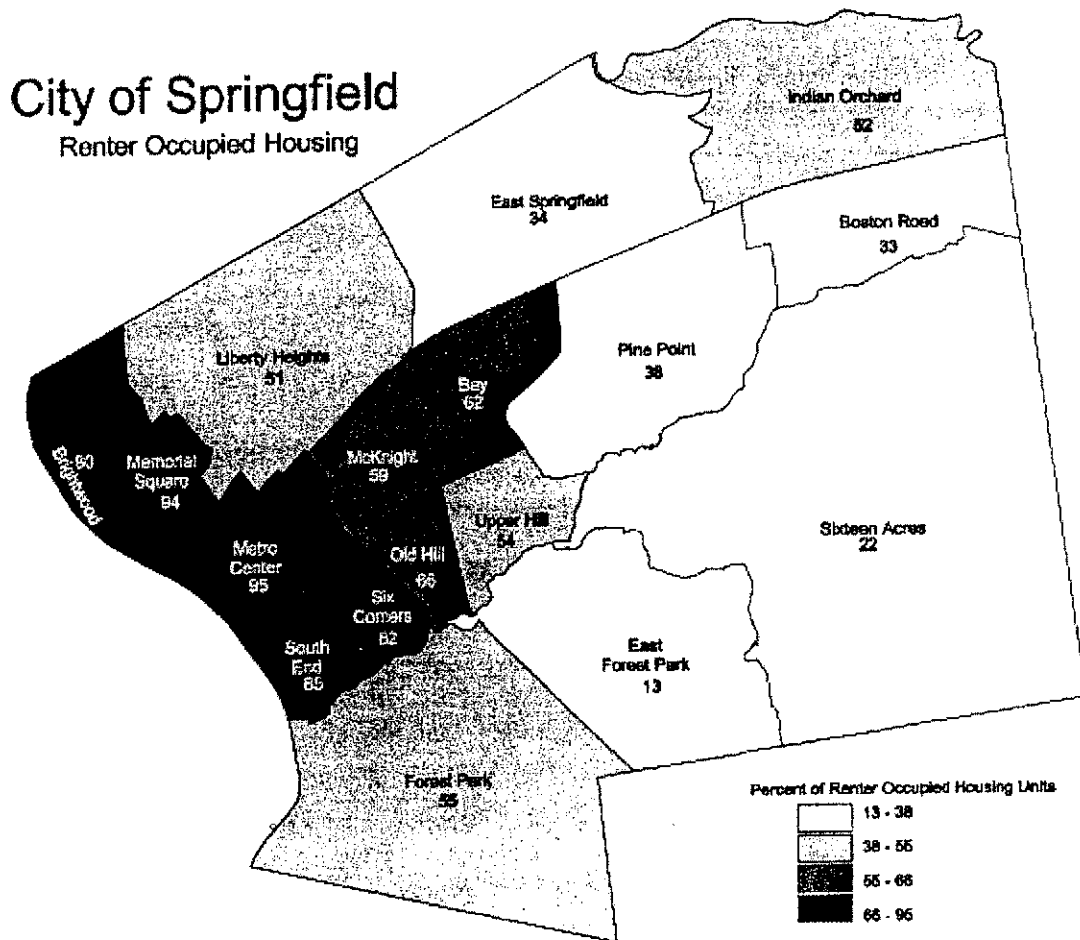 City of Springfield
Renter Occupied Housing
Indian Orchard
52
East Springfield
34
Boston Road
33
Liberty Heights
51
Pine Point
38
Bay
62
Brightwood
80
Memorial
Square
94
McKnight
59
Upper Hill
54
Sixteen Acres
22
Metro
Center
95
Old Hill
66
Six
Corners
82
South
End
85
East
Forest Park
13
Forest Park
55
Percent of Renter Occupied Housing Units
13 - 38
38 - 55
55 - 66
66 - 95